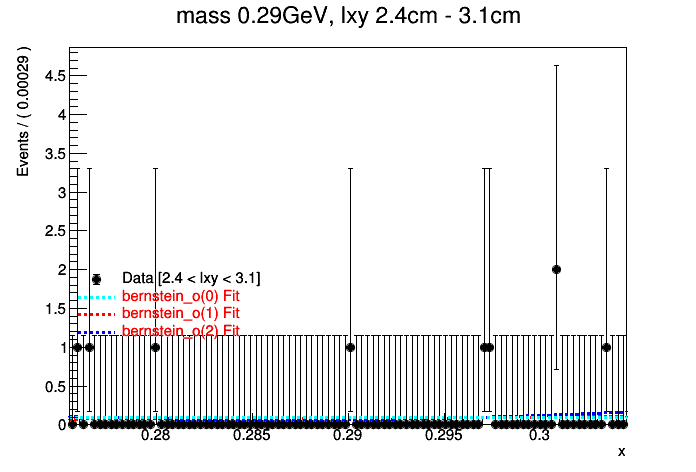 mass 0.29GeV, lxy 2.4cm - 3.1cm
Events / ( 0.00029 )
4.5
4
3.5
3
2.5
2
1.5
1
0.5
0
Data [2.4 < lxy < 3.1]
bernstein_o(0) Fit
bernstein_o(1) Fit
bernstein_o(2) Fit
0.28 0.285 0.29 0.295 0.3
x